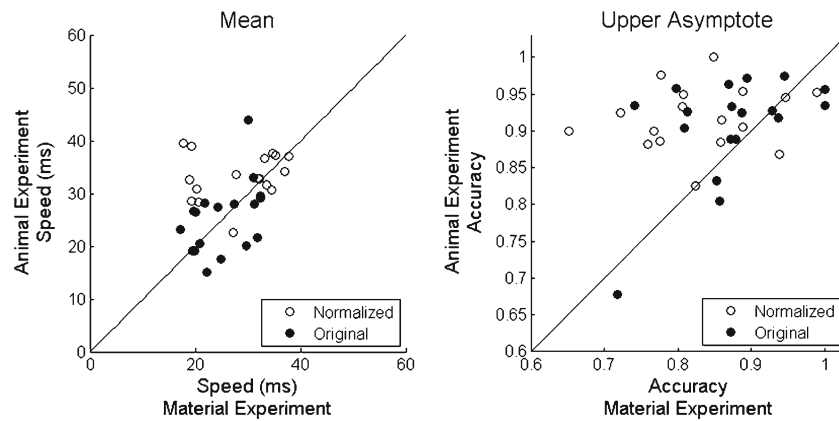 Mean
60
50
40
30
20
10
0
0
20
40
60
Animal Experiment
Speed (ms)
Normalized
Original
Speed (ms)
Material Experiment
Upper Asymptote
1
0.95
0.9
0.85
0.8
0.75
0.7
0.65
0.6
0.6
0.7
0.8
0.9
1
Animal Experiment
Accuracy
Normalized
Original
Accuracy
Material Experiment